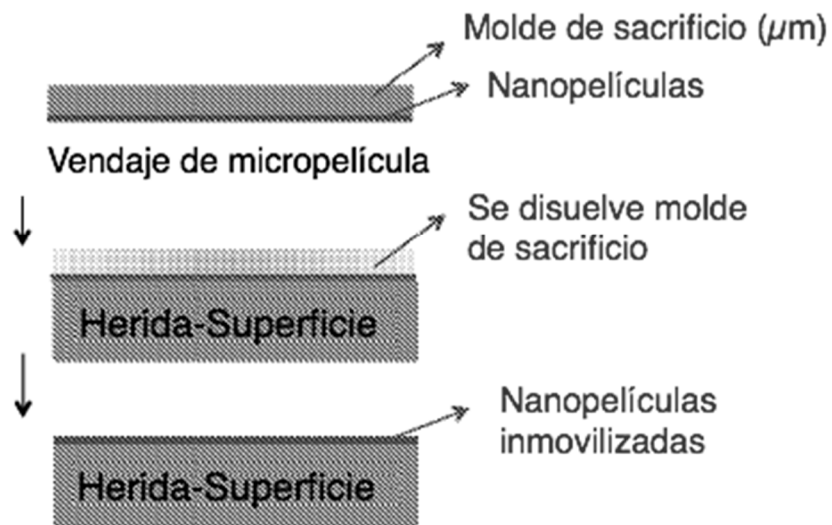 Molde de sacrificio (µm)
Nanopelículas
Vendaje de micropelícula
Se disuelve molde
de sacrificio
Herida-Superficie
Nanopelículas
inmovilizadas
Herida-Superficie